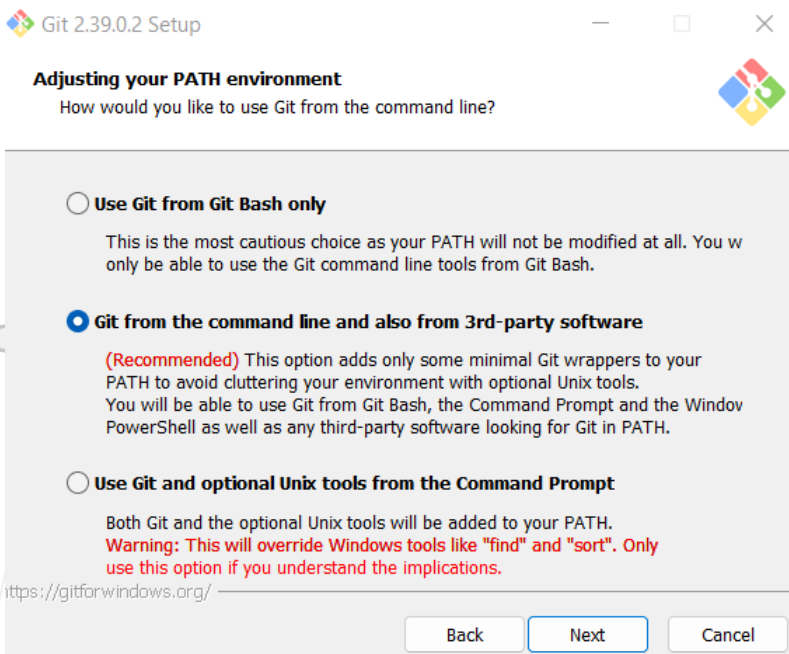 Git 2.39.0.2 Setup
Adjusting your PATH environment
How would you like to use Git from the command line?
Use Git from Git Bash only
This is the most cautious choice as your PATH will not be modified at all. You w
only be able to use the Git command line tools from Git Bash.
Git from the command line and also from 3rd-party software
(Recommended) This option adds only some minimal Git wrappers to your
PATH to avoid cluttering your environment with optional Unix tools.
You will be able to use Git from Git Bash, the Command Prompt and the Window
PowerShell as well as any third-party software looking for Git in PATH.
Use Git and optional Unix tools from the Command Prompt
Both Git and the optional Unix tools will be added to your PATH.
Warning: This will override Windows tools like "find" and "sort". Only
use this option if you understand the implications.
https://gitforwindows.org/
Back Next Cancel